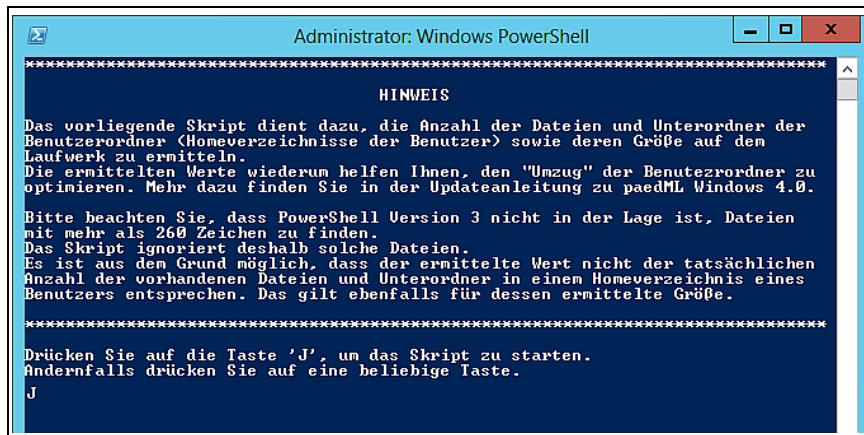 Administrator: Windows PowerShell
********************************************************************************
HINWEIS
Das vorliegende Skript dient dazu, die Anzahl der Dateien und Unterordner der
Benutzerordner (Homeverzeichnisse der Benutzer) sowie deren Größe auf dem
Laufwerk zu ermitteln.
Die ermittelten Werte wiederum helfen Ihnen, den "Umzug" der Benutezrordner zu
optimieren. Mehr dazu finden Sie in der Updateanleitung zu paedML Windows 4.0.
Bitte beachten Sie, dass PowerShell Version 3 nicht in der Lage ist, Dateien
mit mehr als 260 Zeichen zu finden.
Das Skript ignoriert deshalb solche Dateien.
Es ist aus dem Grund möglich, dass der ermittelte Wert nicht der tatsächlichen
Anzahl der vorhandenen Dateien und Unterordner in einem Homeverzeichnis eines
Benutzers entsprechen. Das gilt ebenfalls für dessen ermittelte Größe.
********************************************************************************
Drücken Sie auf die Taste 'J', um das Skript zu starten.
Andernfalls drücken Sie auf eine beliebige Taste.
J